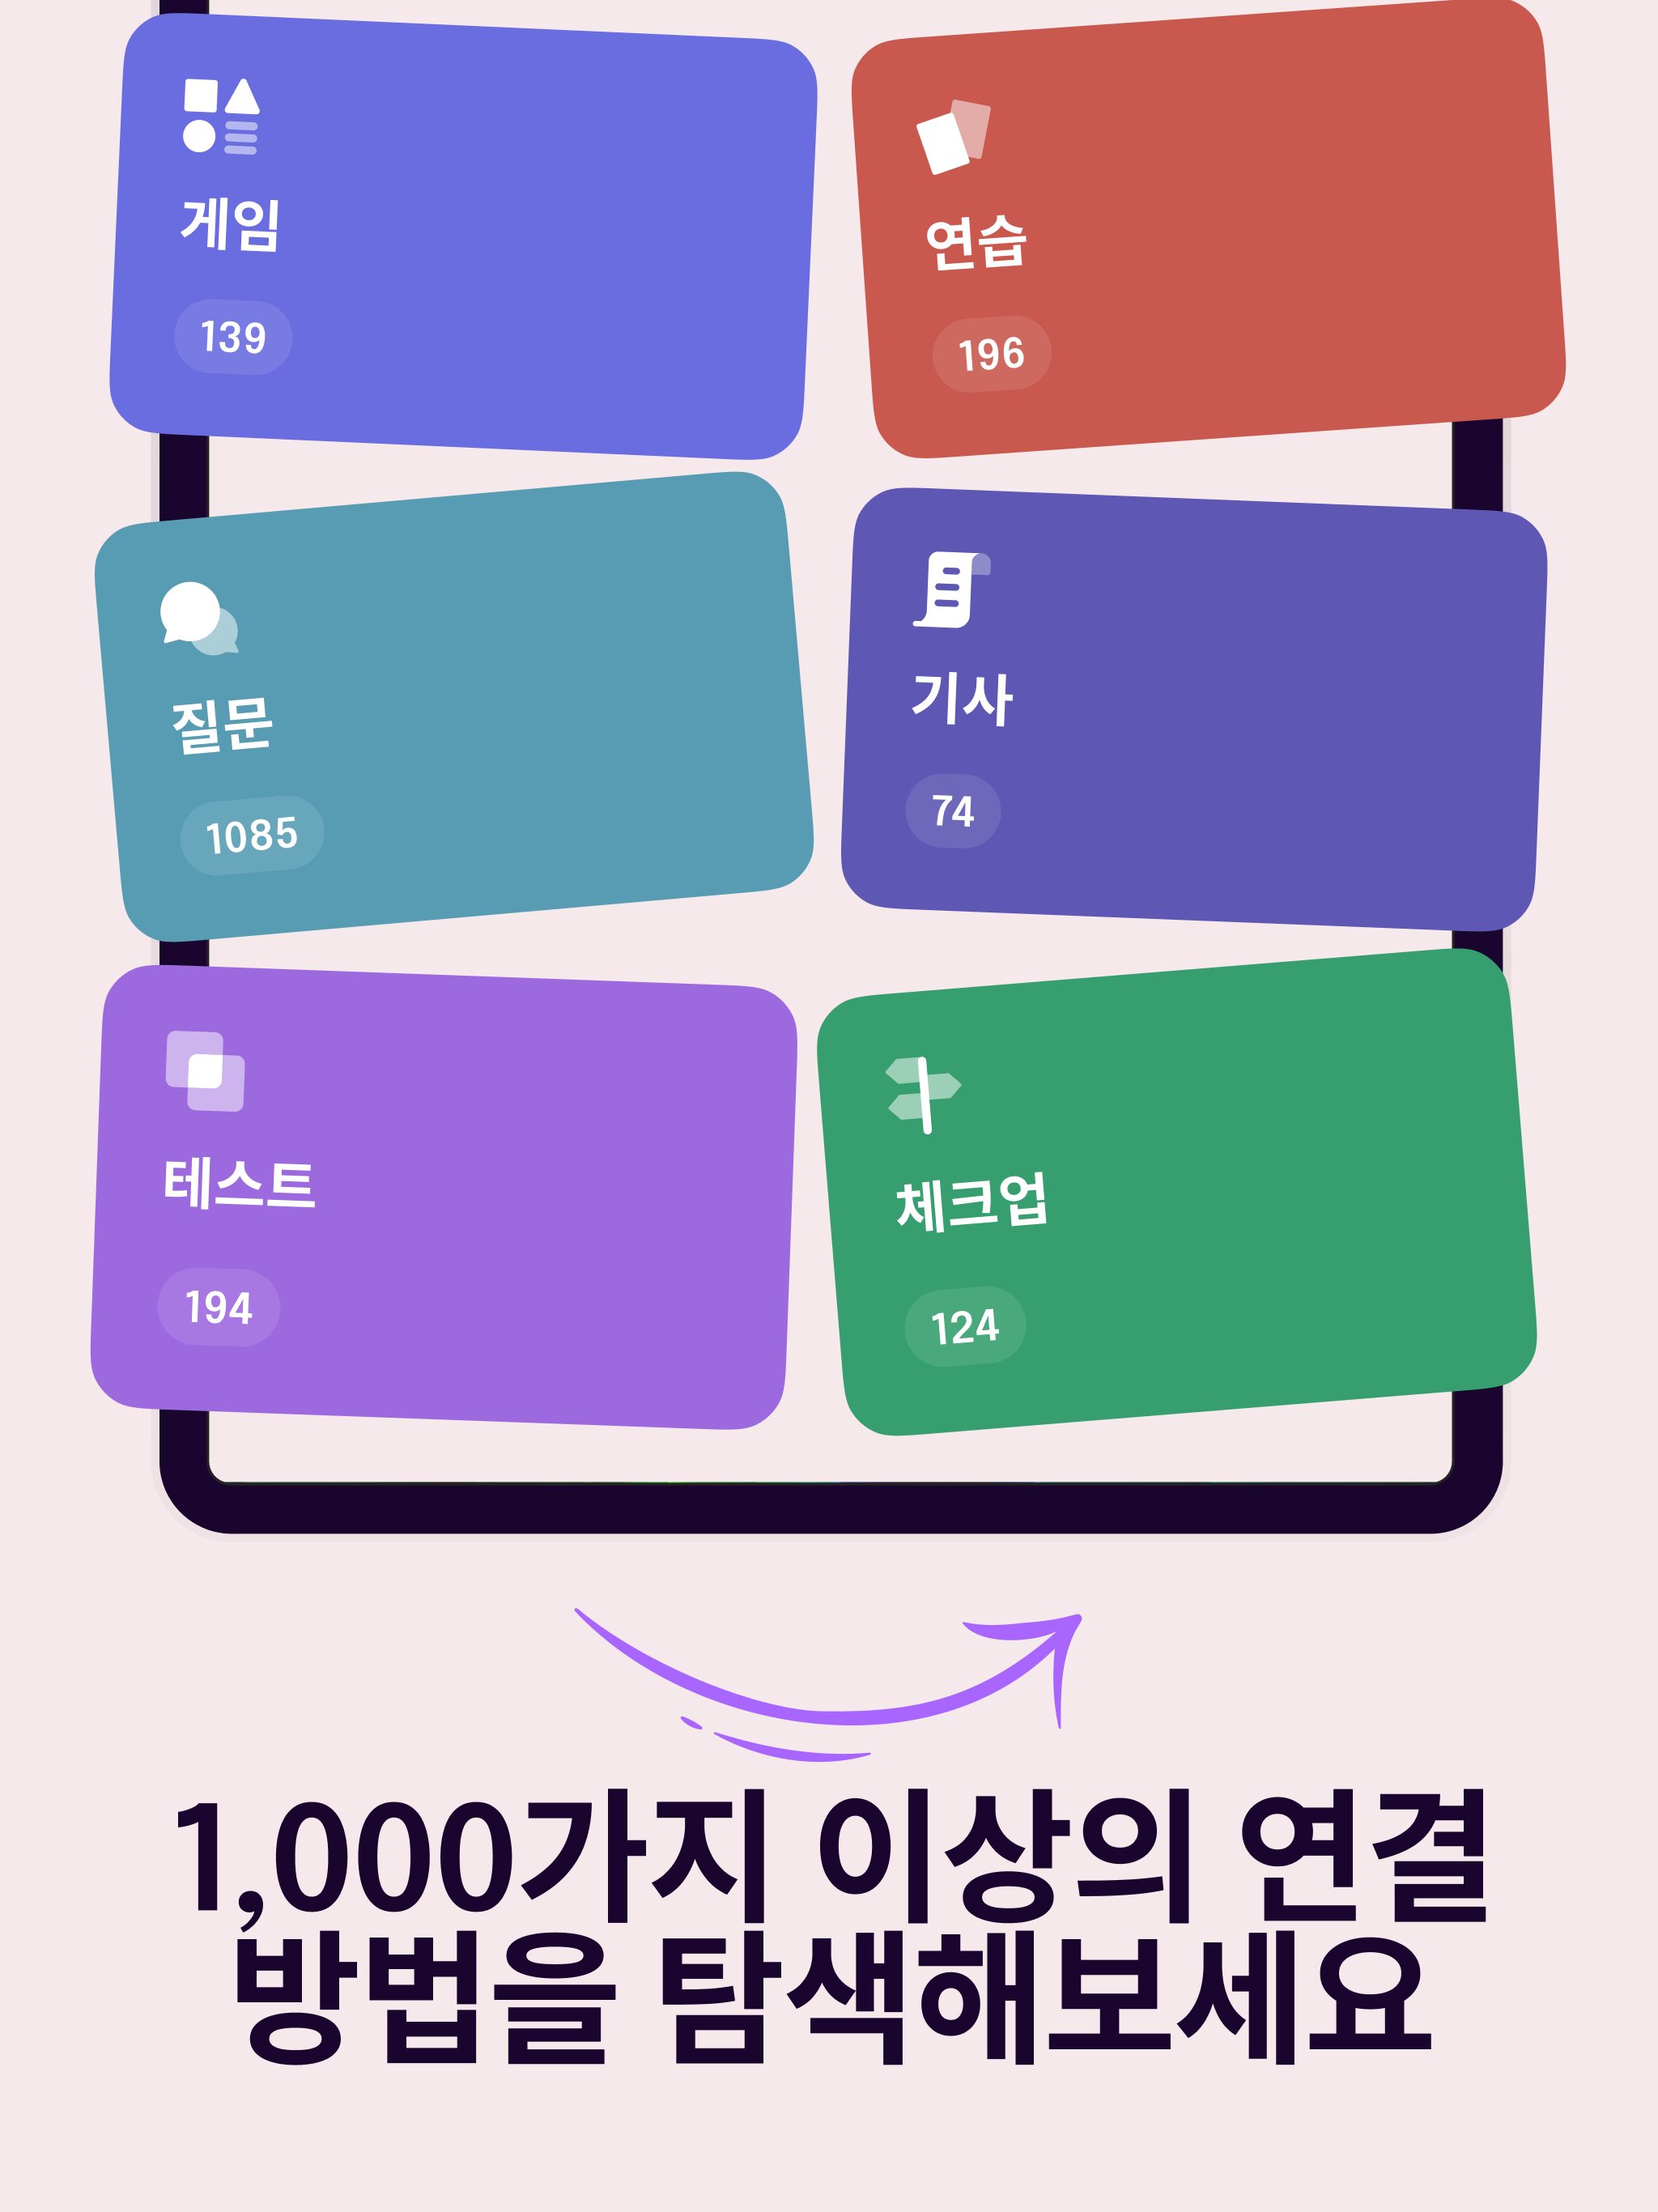 게임
139
연습
196
질문
1085
기사
74
테스트
194
체크업
124
1,000가지 이상의 연결
방법을 탐색해보세요